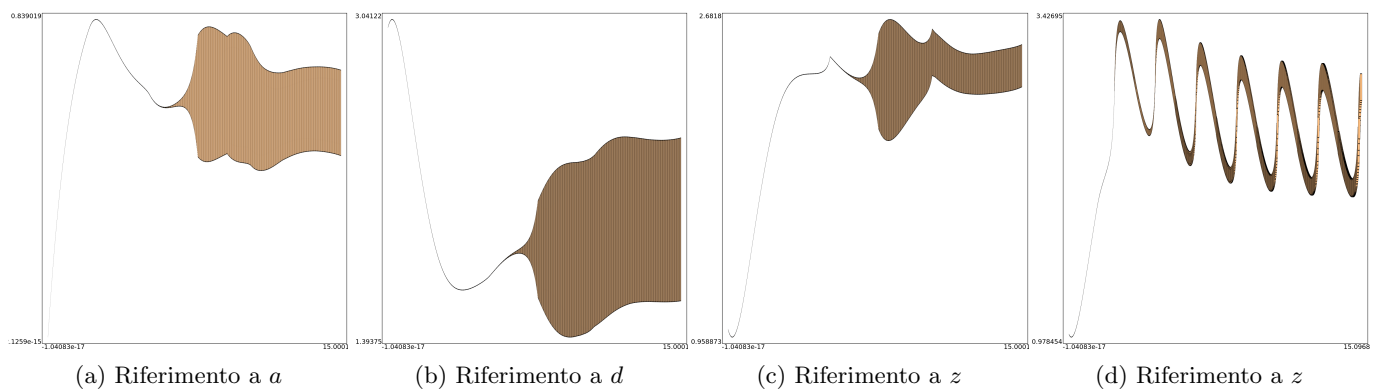 0.839019
.1259e-15
-1.04083e-17
15.0001
3.04122
1.39375
-1.04083e-17
15.0001
2.6818
0.958873
-1.04083e-17
15.0001
3.42695
0.978454
-1.04083e-17
15.0968
(a) Riferimento a a
(b) Riferimento a d
(c) Riferimento a z
(d) Riferimento a z